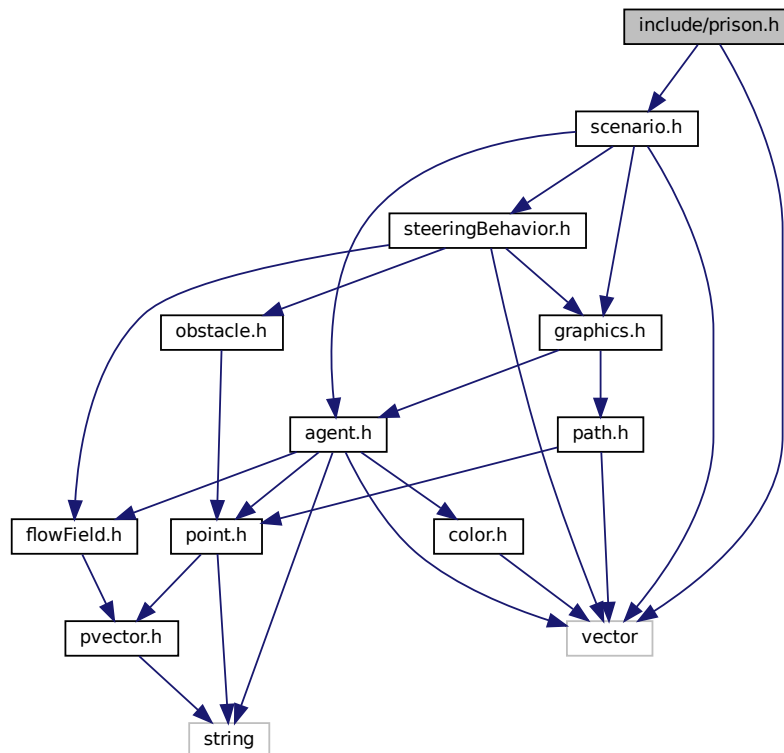 include/prison.h
scenario.h
steeringBehavior.h
obstacle.h
graphics.h
agent.h
path.h
flowField.h
point.h
color.h
pvector.h
vector
string